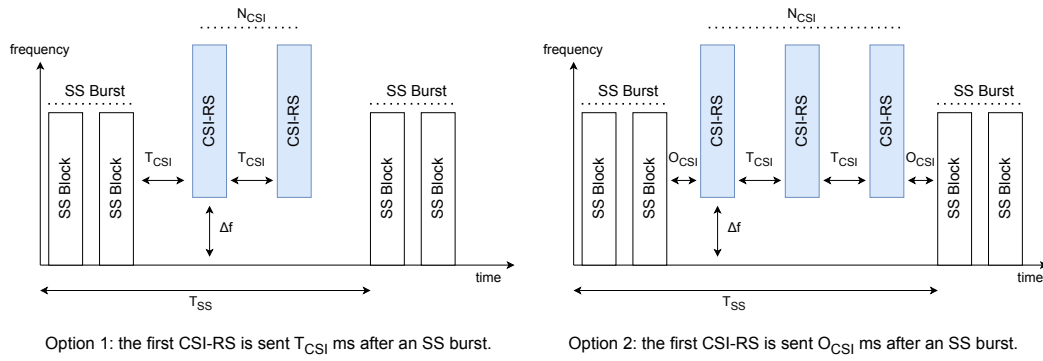 N_CSI
frequency
SS Burst
SS Burst
SS Block
SS Block
T_CSI
CSI-RS
T_CSI
CSI-RS
Δf
SS Block
SS Block
time
T_SS
Option 1: the first CSI-RS is sent T_CSI ms after an SS burst.
N_CSI
frequency
SS Burst
SS Burst
SS Block
SS Block
O_CSI
CSI-RS
T_CSI
CSI-RS
T_CSI
CSI-RS
O_CSI
Δf
SS Block
SS Block
time
T_SS
Option 2: the first CSI-RS is sent O_CSI ms after an SS burst.